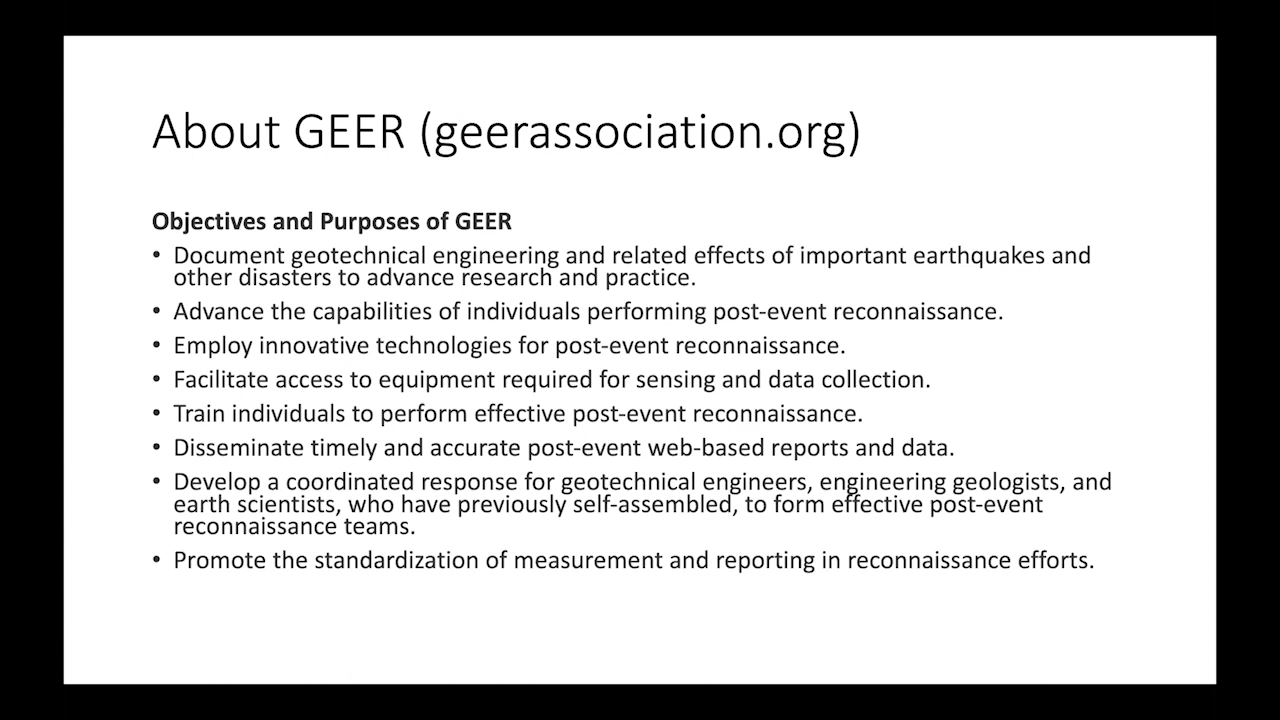 About GEER (geerassociation.org)
Objectives and Purposes of GEER
• Document geotechnical engineering and related effects of important earthquakes and
other disasters to advance research and practice.
• Advance the capabilities of individuals performing post-event reconnaissance.
• Employ innovative technologies for post-event reconnaissance.
• Facilitate access to equipment required for sensing and data collection.
• Train individuals to perform effective post-event reconnaissance.
• Disseminate timely and accurate post-event web-based reports and data.
• Develop a coordinated response for geotechnical engineers, engineering geologists, and
earth scientists, who have previously self-assembled, to form effective post-event
reconnaissance teams.
• Promote the standardization of measurement and reporting in reconnaissance efforts.